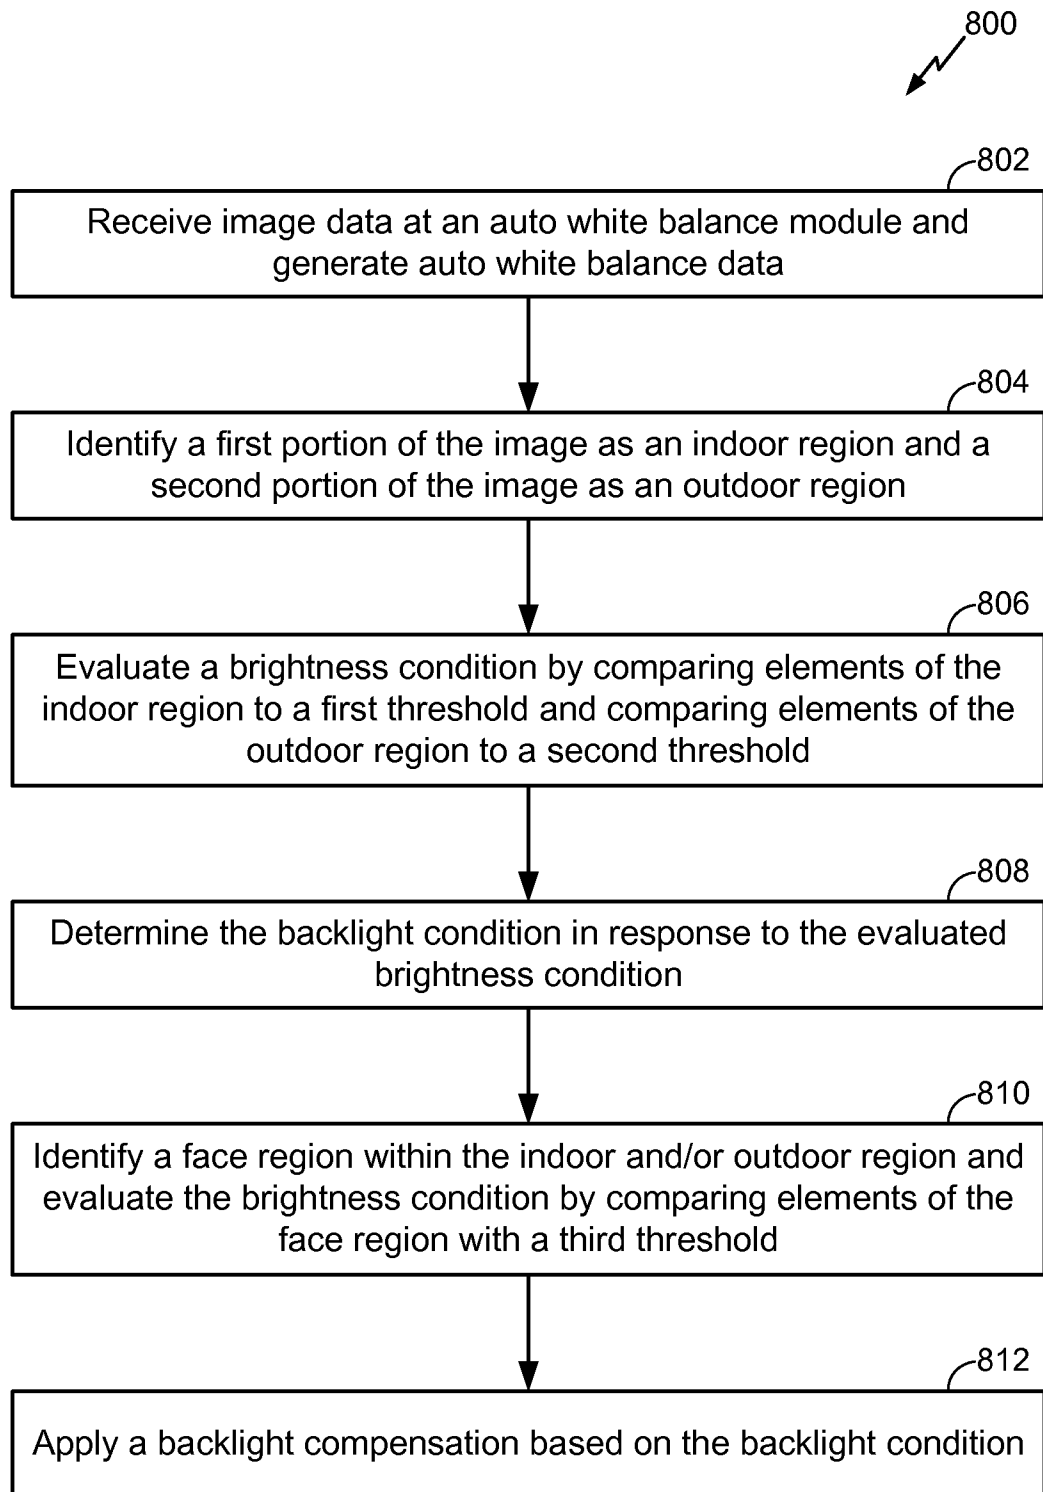 800
802
Receive image data at an auto white balance module and
generate auto white balance data
804
Identify a first portion of the image as an indoor region and a
second portion of the image as an outdoor region
806
Evaluate a brightness condition by comparing elements of the
indoor region to a first threshold and comparing elements of the
outdoor region to a second threshold
808
Determine the backlight condition in response to the evaluated
brightness condition
810
Identify a face region within the indoor and/or outdoor region and
evaluate the brightness condition by comparing elements of the
face region with a third threshold
812
Apply a backlight compensation based on the backlight condition